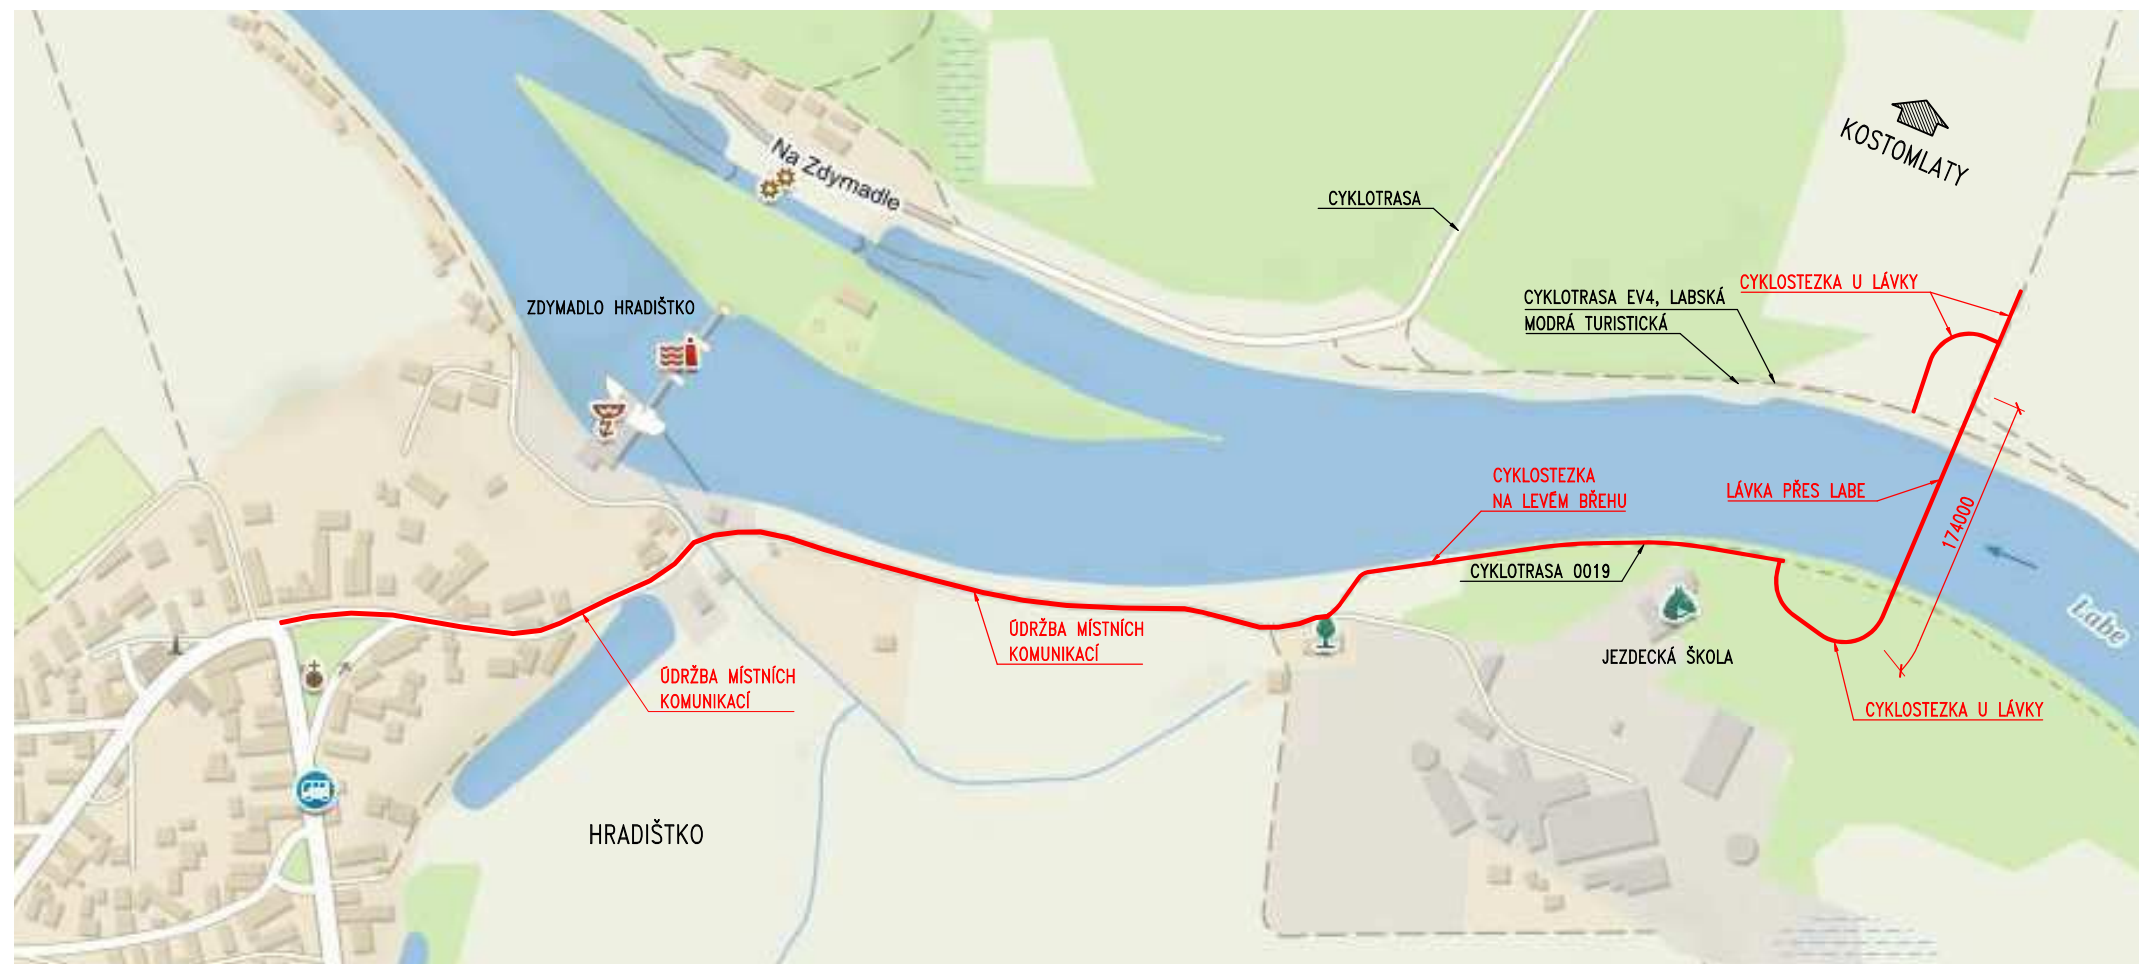 KOSTOMLATY
Na Zdymadle
CYKLOTRASA
CYKLOSTEZKA U LÁVKY
CYKLOTRASA EV4, LABSKÁ
MODRÁ TURISTICKÁ
ZDYMADLO HRADIŠTKO
CYKLOSTEZKA
NA LEVÉM BŘEHU
LÁVKA PŘES LABE
174000
CYKLOTRASA 0019
Labe
ÚDRŽBA MÍSTNÍCH
KOMUNIKACÍ
JEZDECKÁ ŠKOLA
ÚDRŽBA MÍSTNÍCH
KOMUNIKACÍ
CYKLOSTEZKA U LÁVKY
HRADIŠTKO